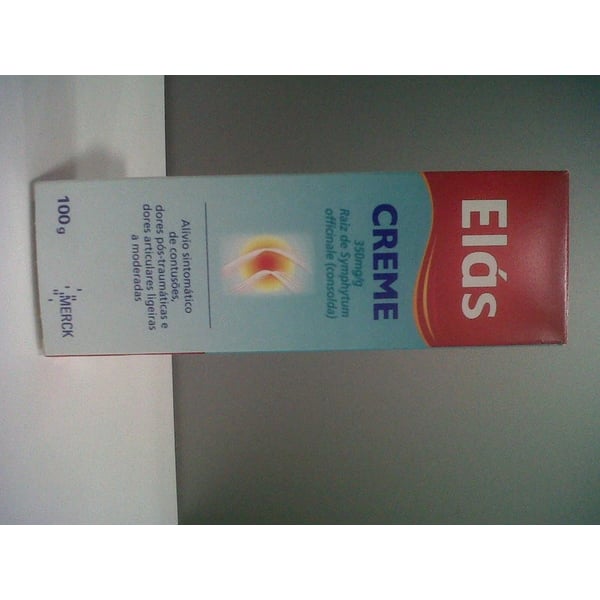 Elás
CREME
350mg/g
Raiz de Symphytum
officinale (consolda)
Alívio sintomático
de contusões,
dores pós-traumáticas e
dores articulares ligeiras
a moderadas
100 g
MERCK